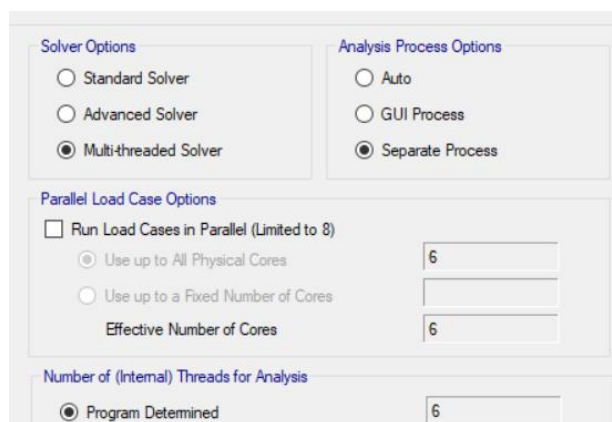 Solver Options
Standard Solver
Advanced Solver
Multi-threaded Solver
Analysis Process Options
Auto
GUI Process
Separate Process
Parallel Load Case Options
Run Load Cases in Parallel (Limited to 8)
Use up to All Physical Cores 6
Use up to a Fixed Number of Cores
Effective Number of Cores 6
Number of (Internal) Threads for Analysis
Program Determined 6